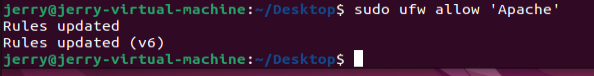 jerry@jerry-virtual-machine:~/Desktop$ sudo ufw allow 'Apache'
Rules updated
Rules updated (v6)
jerry@jerry-virtual-machine:~/Desktop$